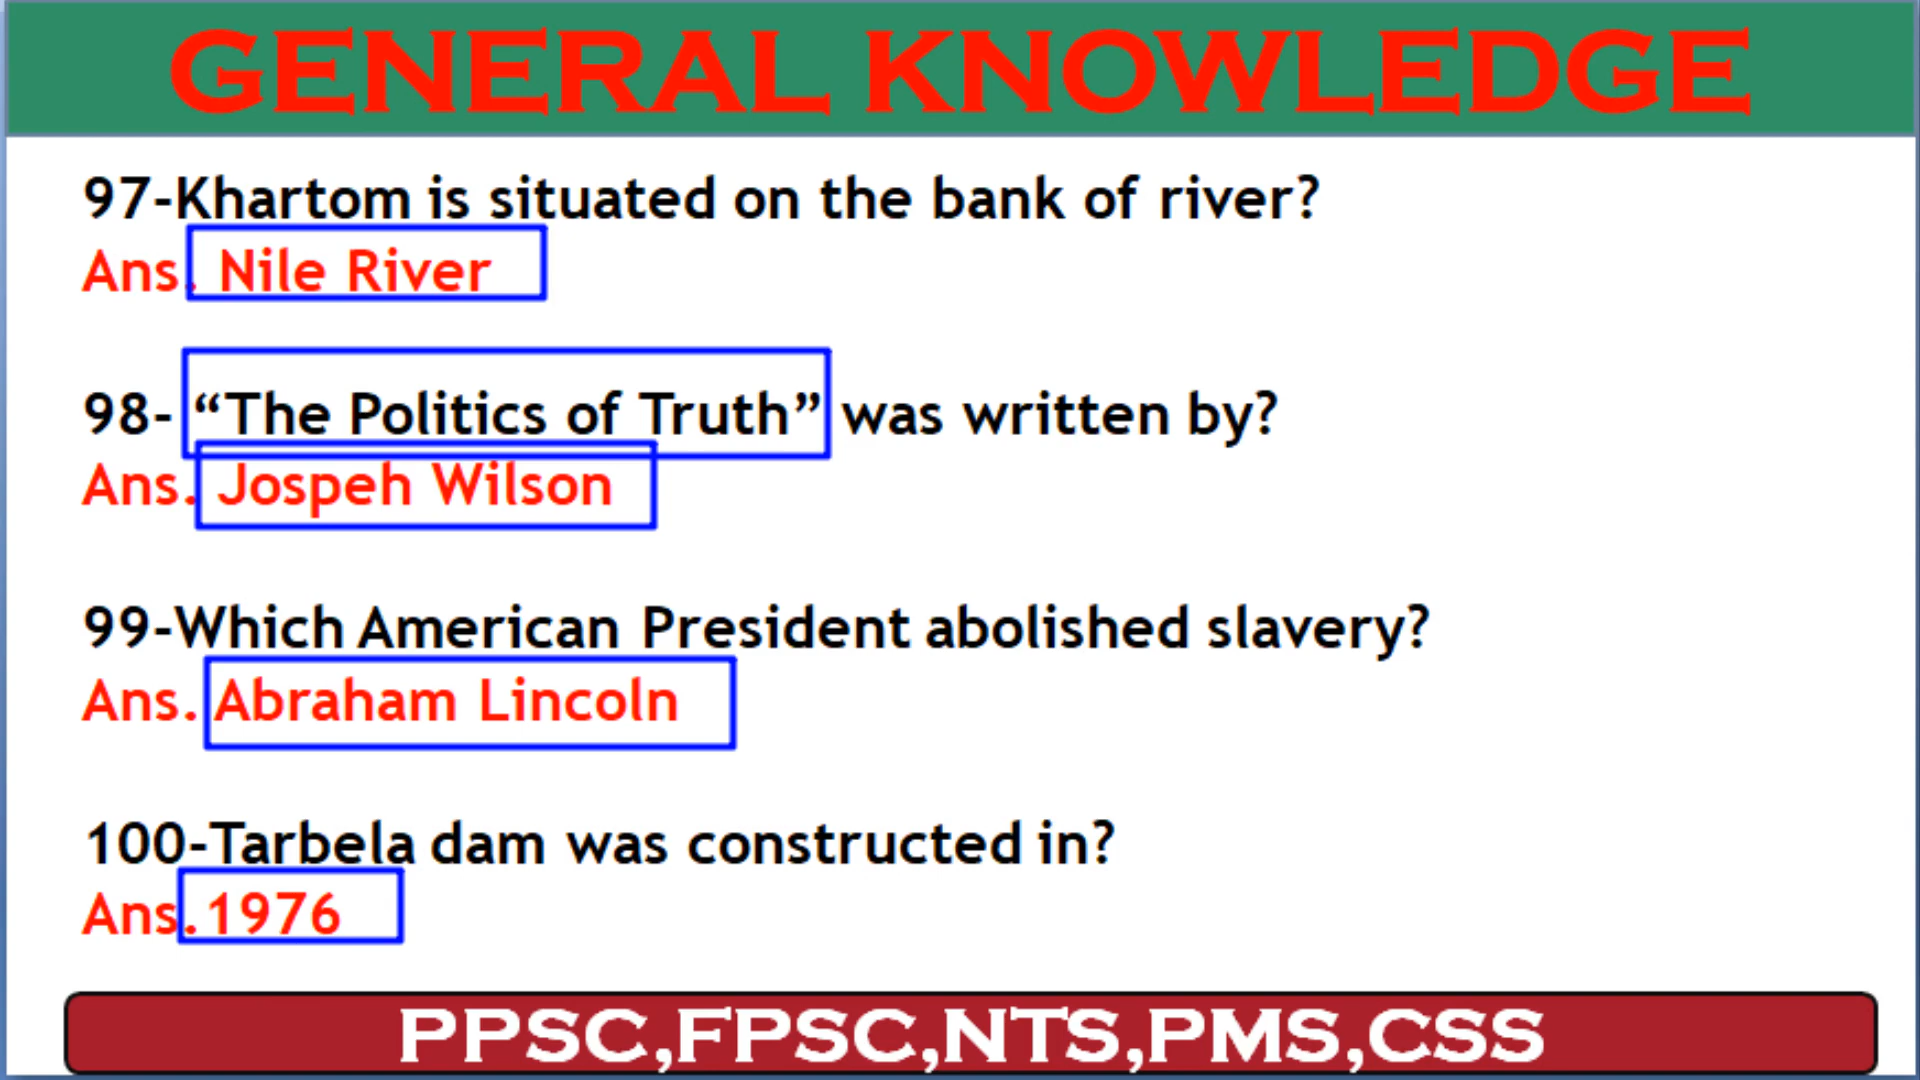 GENERAL KNOWLEDGE
97-Khartom is situated on the bank of river?
Ans. Nile River
98- “The Politics of Truth” was written by?
Ans. Jospeh Wilson
99-Which American President abolished slavery?
Ans. Abraham Lincoln
100-Tarbela dam was constructed in?
Ans.1976
PPSC,FPSC,NTS,PMS,CSS